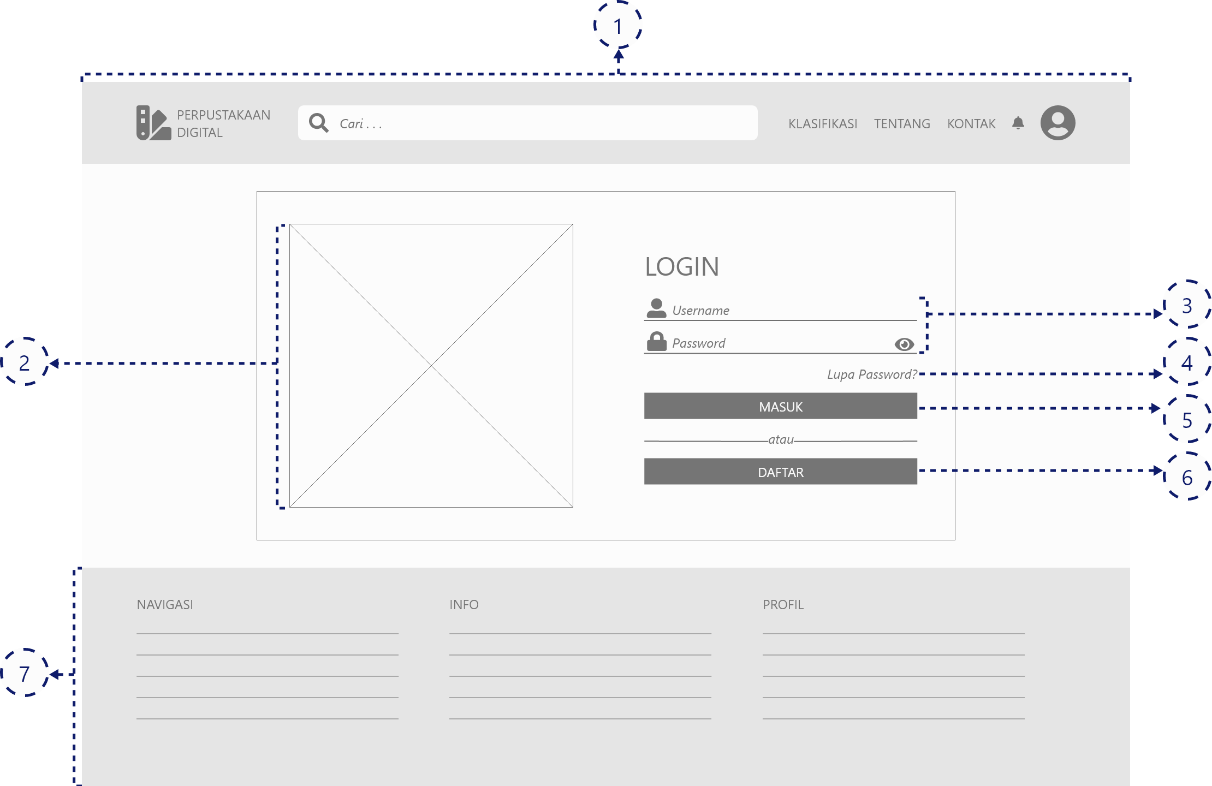 1
PERPUSTAKAAN
DIGITAL
Cari . . .
KLASIFIKASI TENTANG KONTAK
LOGIN
Username
3
Password
2
4
Lupa Password?
MASUK
5
atau
DAFTAR
6
NAVIGASI INFO PROFIL
7